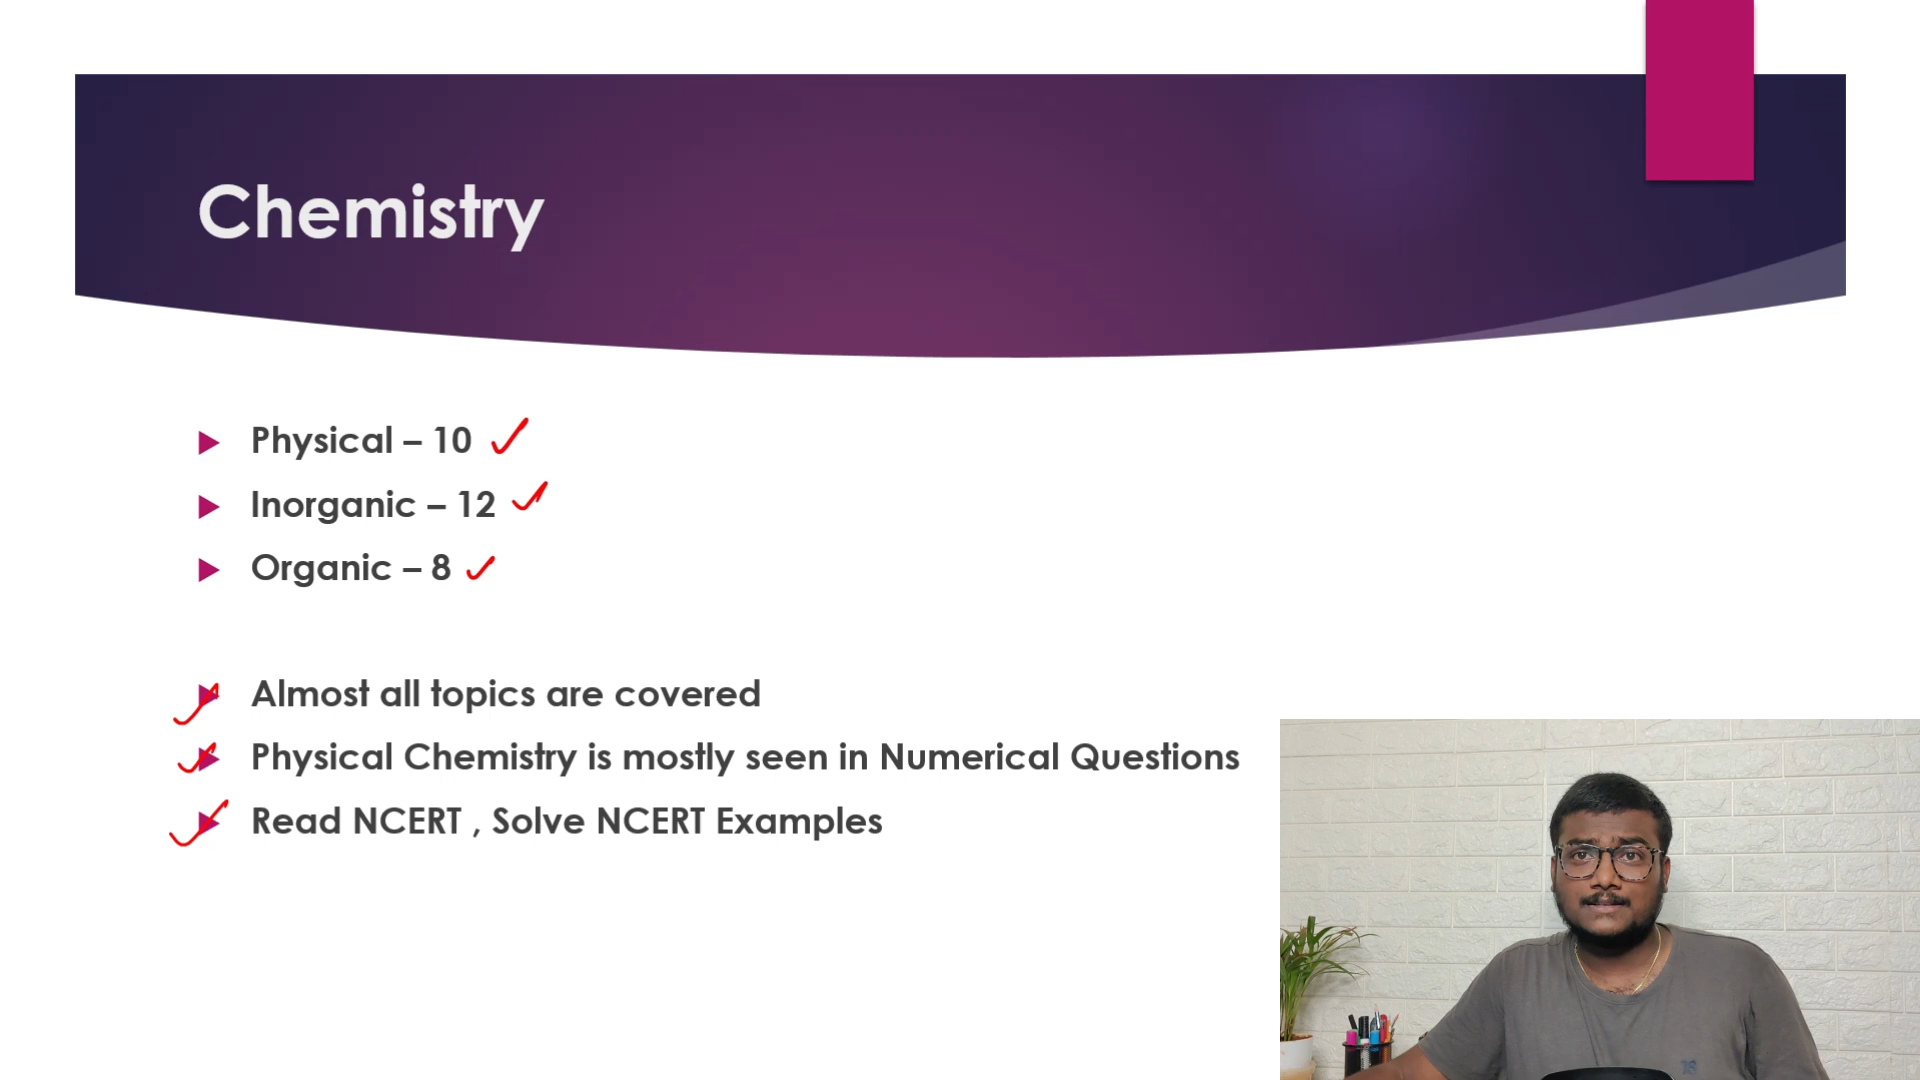 Chemistry
Physical – 10
Inorganic – 12
Organic – 8
Almost all topics are covered
Physical Chemistry is mostly seen in Numerical Questions
Read NCERT , Solve NCERT Examples